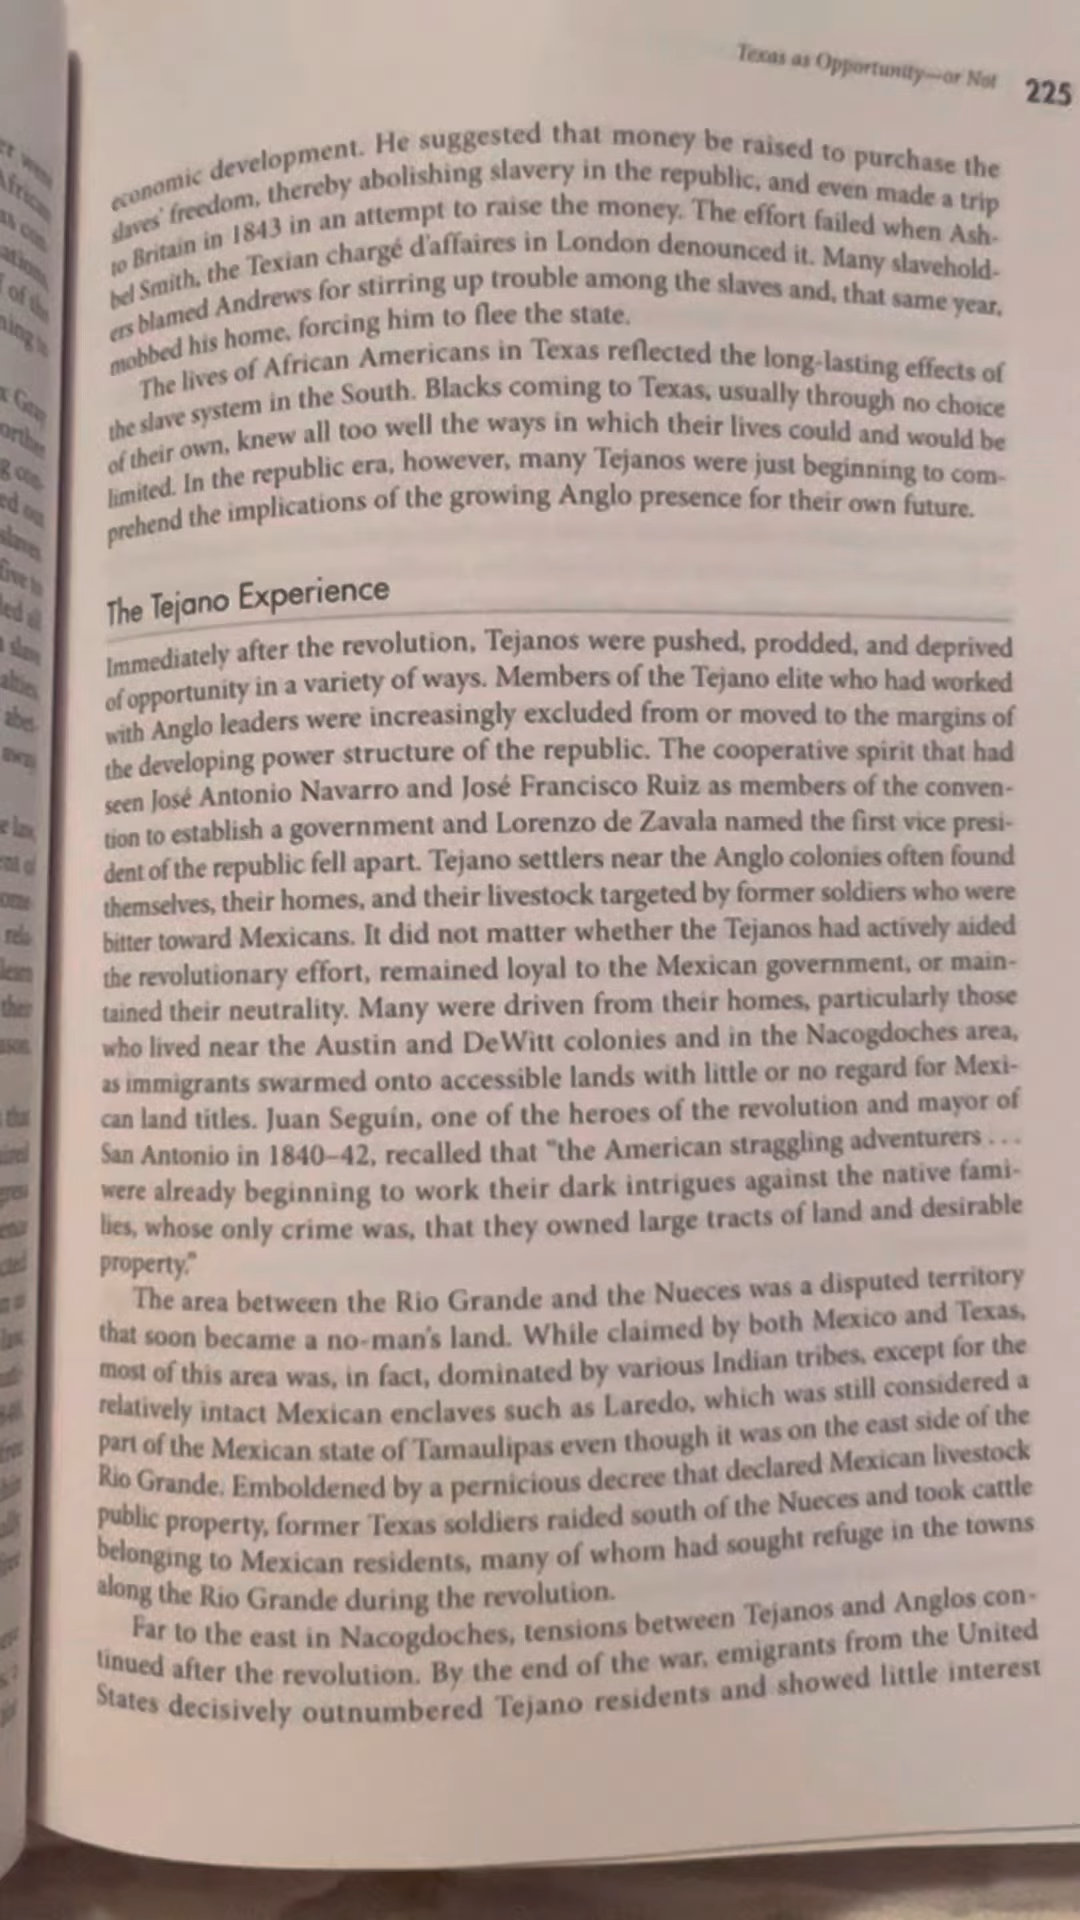 Texas as Opportunity—or Not 225
economic development. He suggested that money be raised to purchase the
slaves' freedom, thereby abolishing slavery in the republic, and even made a trip
to Britain in 1843 in an attempt to raise the money. The effort failed when Ash-
bel Smith, the Texian chargé d'affaires in London denounced it. Many slavehold-
ers blamed Andrews for stirring up trouble among the slaves and, that same year,
mobbed his home, forcing him to flee the state.
The lives of African Americans in Texas reflected the long-lasting effects of
the slave system in the South. Blacks coming to Texas, usually through no choice
of their own, knew all too well the ways in which their lives could and would be
limited. In the republic era, however, many Tejanos were just beginning to com-
prehend the implications of the growing Anglo presence for their own future.
The Tejano Experience
Immediately after the revolution, Tejanos were pushed, prodded, and deprived
of opportunity in a variety of ways. Members of the Tejano elite who had worked
with Anglo leaders were increasingly excluded from or moved to the margins of
the developing power structure of the republic. The cooperative spirit that had
seen José Antonio Navarro and José Francisco Ruiz as members of the conven-
tion to establish a government and Lorenzo de Zavala named the first vice presi-
dent of the republic fell apart. Tejano settlers near the Anglo colonies often found
themselves, their homes, and their livestock targeted by former soldiers who were
bitter toward Mexicans. It did not matter whether the Tejanos had actively aided
the revolutionary effort, remained loyal to the Mexican government, or main-
tained their neutrality. Many were driven from their homes, particularly those
who lived near the Austin and DeWitt colonies and in the Nacogdoches area,
as immigrants swarmed onto accessible lands with little or no regard for Mexi-
can land titles. Juan Seguín, one of the heroes of the revolution and mayor of
San Antonio in 1840–42, recalled that "the American straggling adventurers . . .
were already beginning to work their dark intrigues against the native fami-
lies, whose only crime was, that they owned large tracts of land and desirable
property."
The area between the Rio Grande and the Nueces was a disputed territory
that soon became a no-man's land. While claimed by both Mexico and Texas,
most of this area was, in fact, dominated by various Indian tribes, except for the
relatively intact Mexican enclaves such as Laredo, which was still considered a
part of the Mexican state of Tamaulipas even though it was on the east side of the
Rio Grande. Emboldened by a pernicious decree that declared Mexican livestock
public property, former Texas soldiers raided south of the Nueces and took cattle
belonging to Mexican residents, many of whom had sought refuge in the towns
along the Rio Grande during the revolution.
Far to the east in Nacogdoches, tensions between Tejanos and Anglos con-
tinued after the revolution. By the end of the war, emigrants from the United
States decisively outnumbered Tejano residents and showed little interest